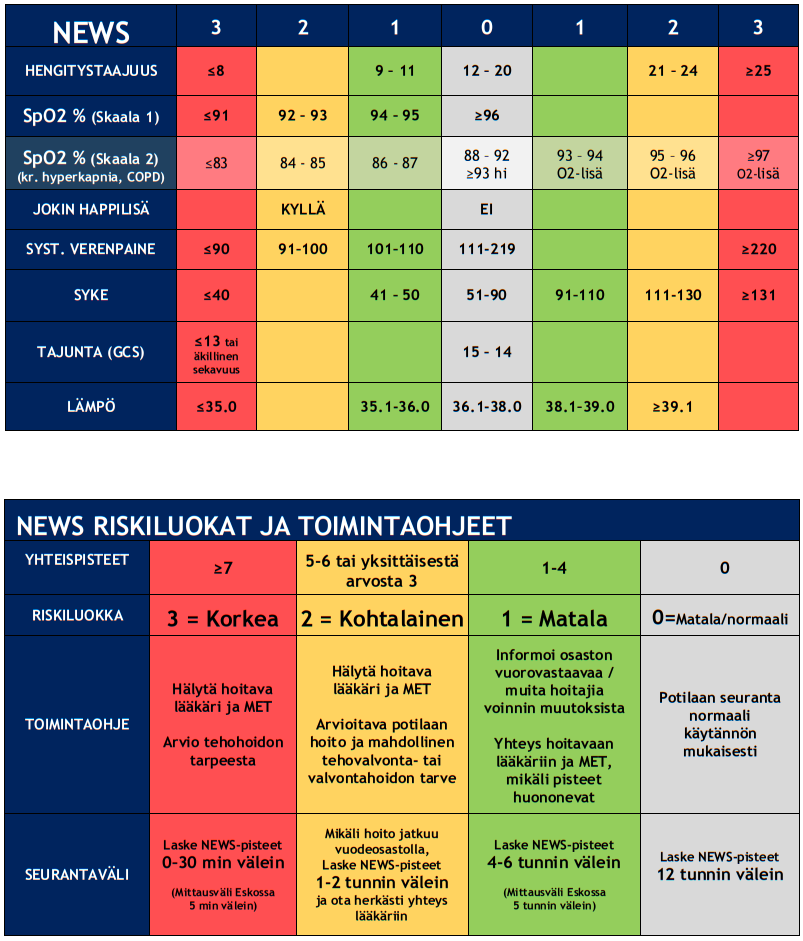 NEWS 3 2 1 0 1 2 3
HENGITYSTAAJUUS ≤8 9 – 11 12 – 20 21 – 24 ≥25
SpO2 % (Skaala 1) ≤91 92 – 93 94 – 95 ≥96
SpO2 % (Skaala 2) ≤83 84 – 85 86 – 87 88 – 92 93 – 94 95 – 96 ≥97
(kr. hyperkapnia, COPD) ≥93 hi O2-lisä O2-lisä O2-lisä
JOKIN HAPPILISÄ KYLLÄ EI
SYST. VERENPAINE ≤90 91-100 101-110 111-219 ≥220
SYKE ≤40 41 – 50 51-90 91-110 111-130 ≥131
TAJUNTA (GCS) ≤13 tai 15 – 14
äkillinen
sekavuus
LÄMPÖ ≤35.0 35.1-36.0 36.1-38.0 38.1-39.0 ≥39.1
NEWS RISKILUOKAT JA TOIMINTAOHJEET
YHTEISPISTEET
≥7
5-6 tai yksittäisestä
arvosta 3
1-4
0
RISKILUOKKA 3 = Korkea 2 = Kohtalainen 1 = Matala 0=Matala/normaali
TOIMINTAOHJE
Hälytä hoitava
lääkäri ja MET
Arvio tehohoidon
tarpeesta
Hälytä hoitava
lääkäri ja MET
Arvioitava potilaan
hoito ja mahdollinen
tehovalvonta- tai
valvontahoidon tarve
Informoi osaston
vuorovastaavaa /
muita hoitajia
voinnin muutoksista
Yhteys hoitavaan
lääkäriin ja MET,
mikäli pisteet
huononevat
Potilaan seuranta
normaali
käytännön
mukaisesti
SEURANTAVÄLI
Laske NEWS-pisteet
0-30 min välein
(Mittausväli Eskossa
5 min välein)
Mikäli hoito jatkuu
vuodeosastolla,
Laske NEWS-pisteet
1-2 tunnin välein
ja ota herkästi yhteys
lääkäriin
Laske NEWS-pisteet
4-6 tunnin välein
(Mittausväli Eskossa
5 tunnin välein)
Laske NEWS-pisteet
12 tunnin välein